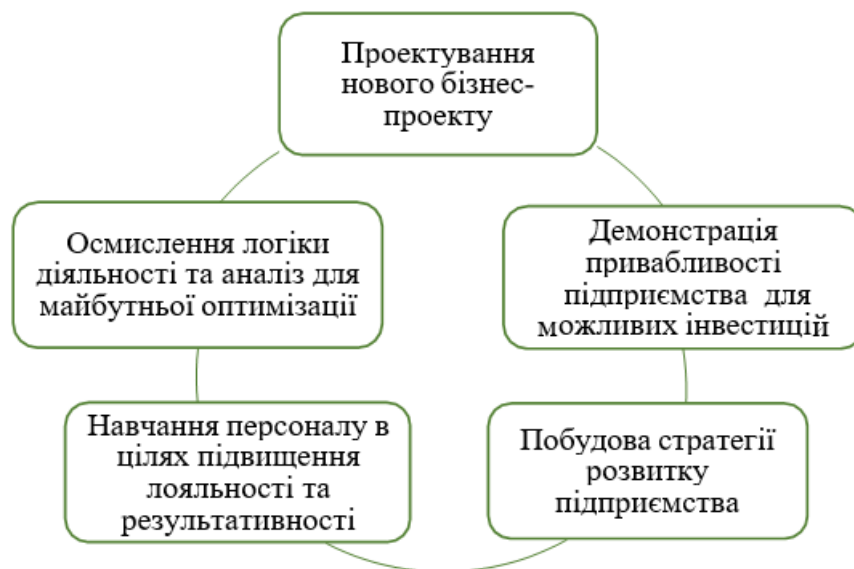 Проектування
нового бізнес-
проекту
Осмислення логіки
діяльності та аналіз для
майбутньої оптимізації
Демонстрація
привабливості
підприємства для
можливих інвестицій
Навчання персоналу в
цілях підвищення
лояльності та
результативності
Побудова стратегії
розвитку
підприємства